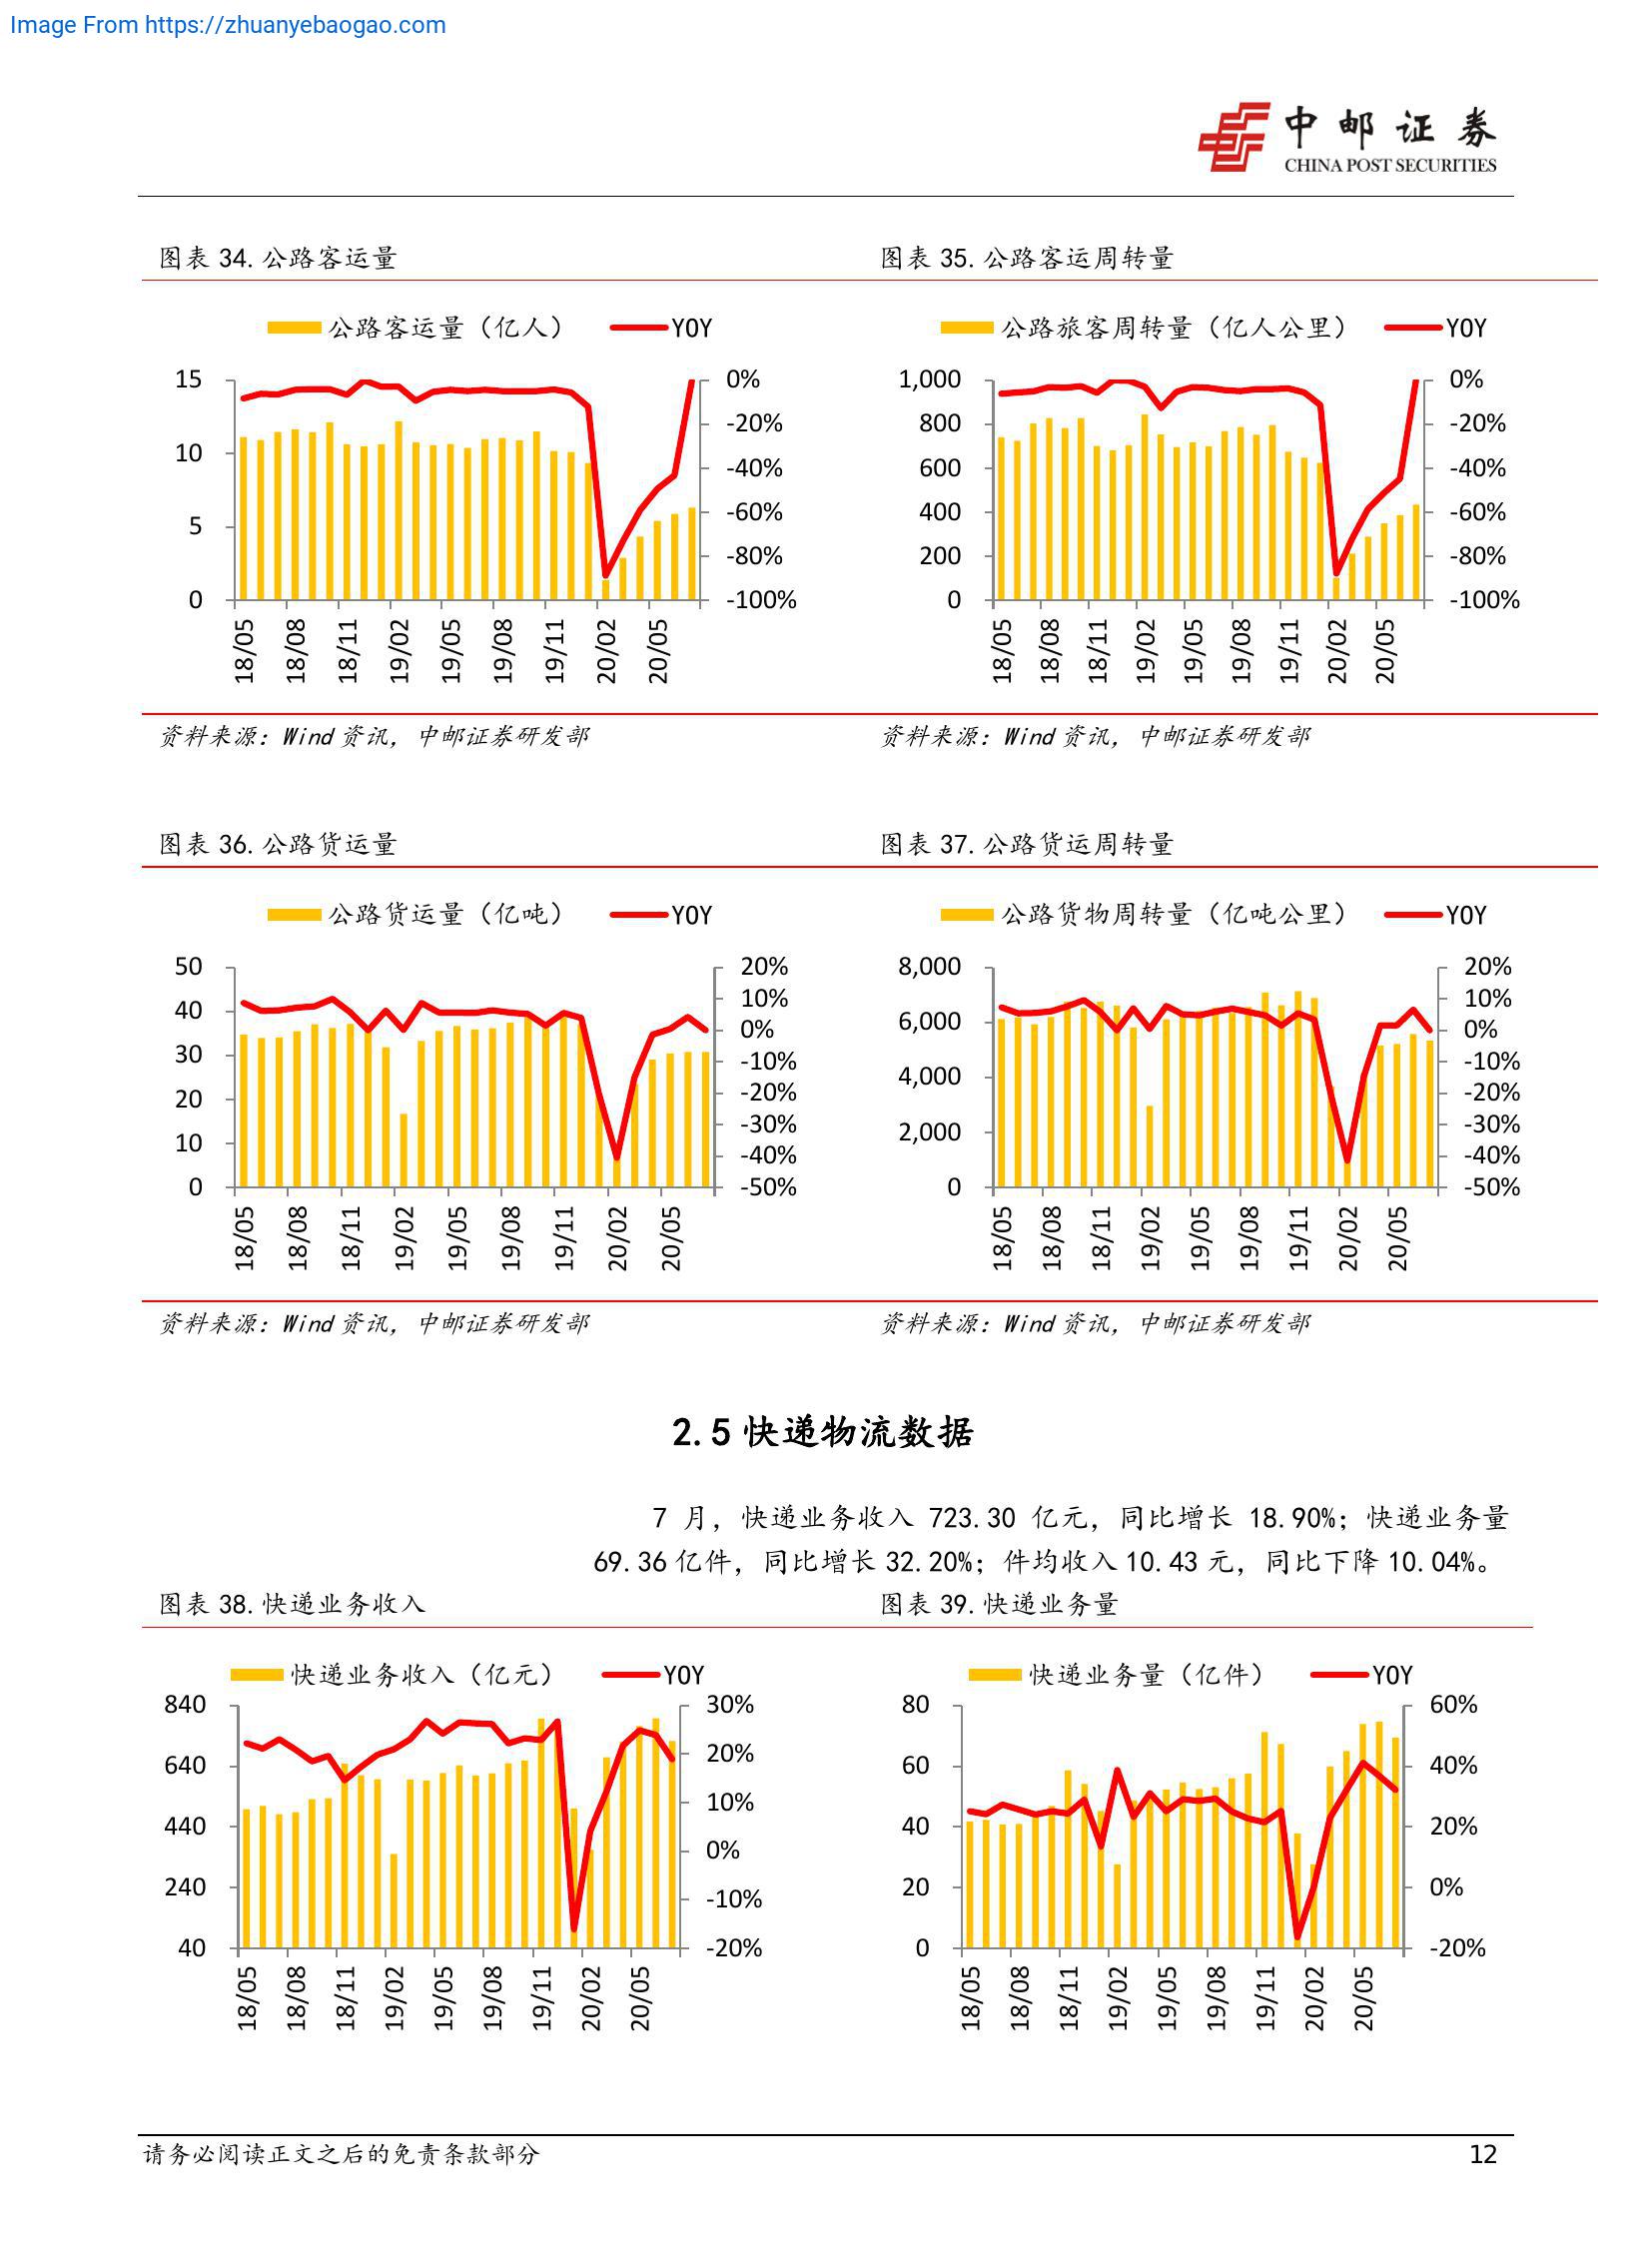 Image From https://zhuanyebaogao.com
中邮证券
CHINA POST SECURITIES
图表 34. 公路客运量
图表 35. 公路客运周转量
公路客运量（亿人） YOY
15
10
5
0
0%
-20%
-40%
-60%
-80%
-100%
18/05 18/08 18/11 19/02 19/05 19/08 19/11 20/02 20/05
公路旅客周转量（亿人公里） YOY
1,000
800
600
400
200
0
0%
-20%
-40%
-60%
-80%
-100%
18/05 18/08 18/11 19/02 19/05 19/08 19/11 20/02 20/05
资料来源：Wind 资讯，中邮证券研发部
资料来源：Wind 资讯，中邮证券研发部
图表 36. 公路货运量
图表 37. 公路货运周转量
公路货运量（亿吨） YOY
50
40
30
20
10
0
20%
10%
0%
-10%
-20%
-30%
-40%
-50%
18/05 18/08 18/11 19/02 19/05 19/08 19/11 20/02 20/05
公路货物周转量（亿吨公里） YOY
8,000
6,000
4,000
2,000
0
20%
10%
0%
-10%
-20%
-30%
-40%
-50%
18/05 18/08 18/11 19/02 19/05 19/08 19/11 20/02 20/05
资料来源：Wind 资讯，中邮证券研发部
资料来源：Wind 资讯，中邮证券研发部
2.5 快递物流数据
7 月，快递业务收入 723.30 亿元，同比增长 18.90%；快递业务量
69.36 亿件，同比增长 32.20%；件均收入 10.43 元，同比下降 10.04%。
图表 38. 快递业务收入
图表 39. 快递业务量
快递业务收入（亿元） YOY
840
640
440
240
40
30%
20%
10%
0%
-10%
-20%
18/05 18/08 18/11 19/02 19/05 19/08 19/11 20/02 20/05
快递业务量（亿件） YOY
80
60
40
20
0
60%
40%
20%
0%
-20%
18/05 18/08 18/11 19/02 19/05 19/08 19/11 20/02 20/05
请务必阅读正文之后的免责条款部分
12